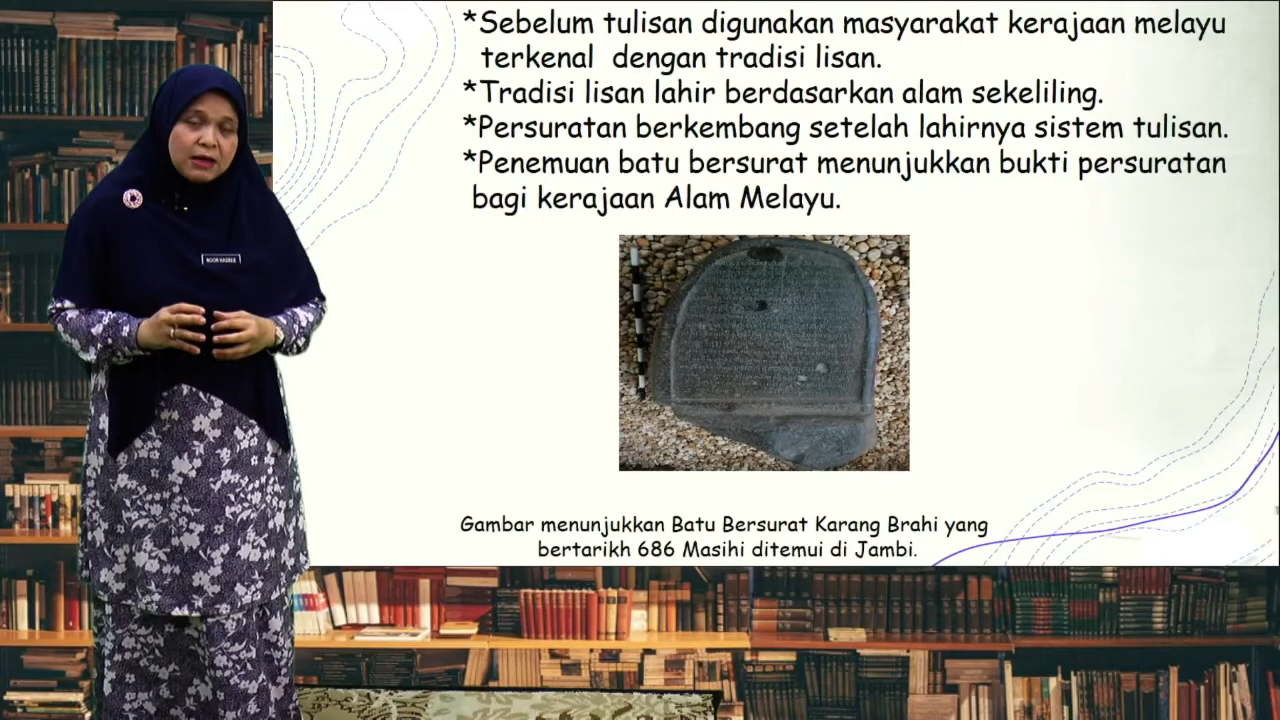 *Sebelum tulisan digunakan masyarakat kerajaan melayu
terkenal dengan tradisi lisan.
*Tradisi lisan lahir berdasarkan alam sekeliling.
*Persuratan berkembang setelah lahirnya sistem tulisan.
*Penemuan batu bersurat menunjukkan bukti persuratan
bagi kerajaan Alam Melayu.
Gambar menunjukkan Batu Bersurat Karang Brahi yang
bertarikh 686 Masihi ditemui di Jambi.